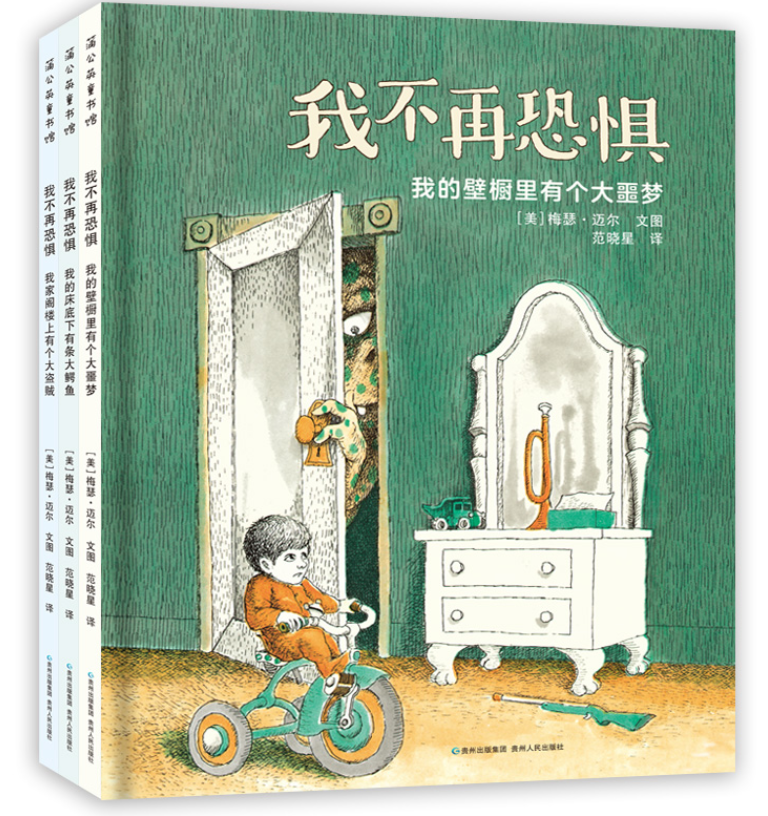 我不再恐惧
我的壁橱里有个大噩梦
[美]梅瑟·迈尔 文图
范晓星 译
贵州出版集团 贵州人民出版社
蒲公英童书馆 我不再恐惧 我家阁楼上有个大盗贼 [美]梅瑟·迈尔 文图 范晓星 译 贵州出版集团 贵州人民出版社
蒲公英童书馆 我不再恐惧 我的床底下有条大鳄鱼 [美]梅瑟·迈尔 文图 范晓星 译 贵州出版集团 贵州人民出版社
蒲公英童书馆 我不再恐惧 我的壁橱里有个大噩梦 [美]梅瑟·迈尔 文图 范晓星 译 贵州出版集团 贵州人民出版社